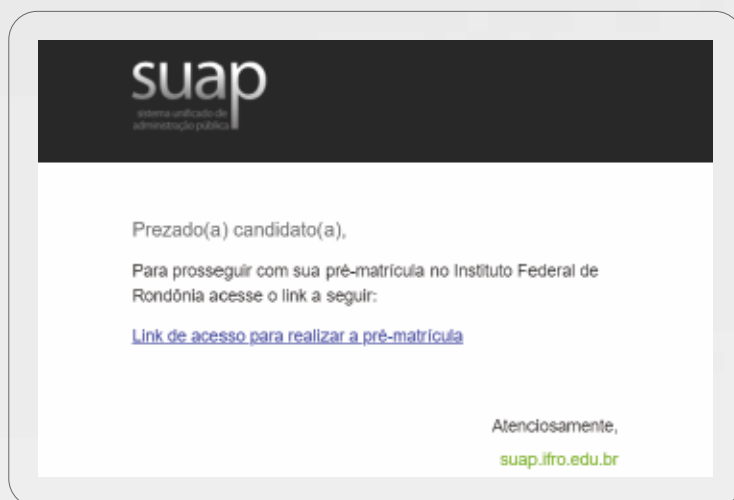 suap
sistema unificado de
administração pública
Prezado(a) candidato(a),
Para prosseguir com sua pré-matrícula no Instituto Federal de
Rondônia acesse o link a seguir:
Link de acesso para realizar a pré-matrícula
Atenciosamente,
suap.ifro.edu.br